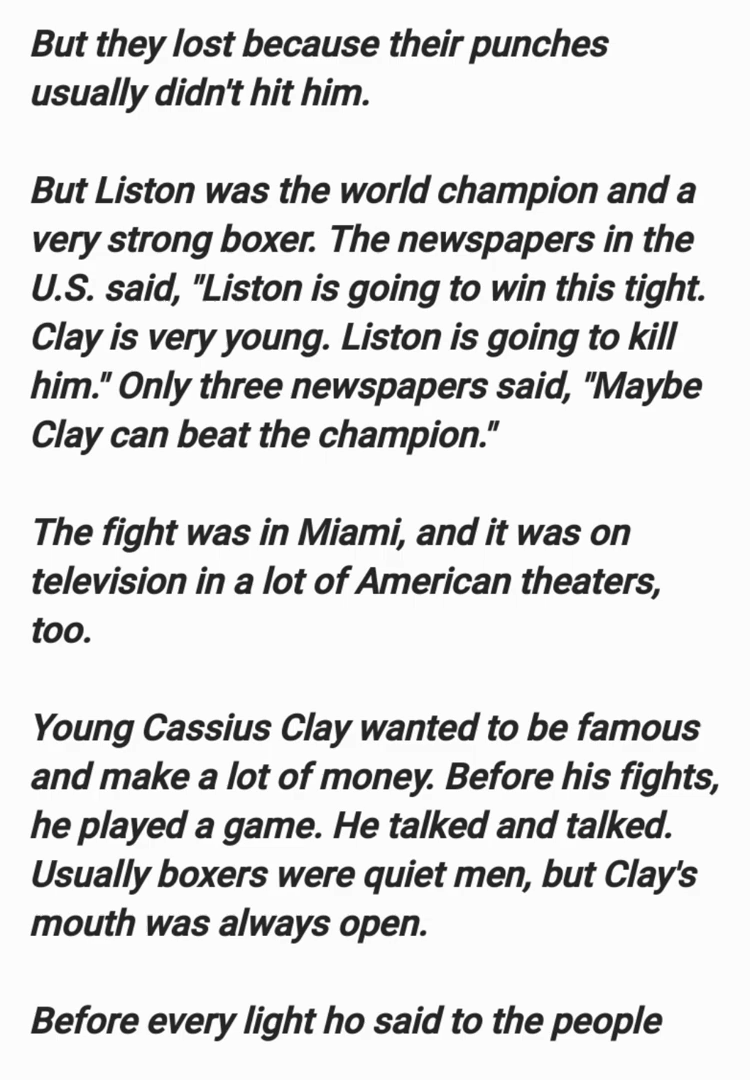 But they lost because their punches
usually didn't hit him.
But Liston was the world champion and a
very strong boxer. The newspapers in the
U.S. said, "Liston is going to win this tight.
Clay is very young. Liston is going to kill
him." Only three newspapers said, "Maybe
Clay can beat the champion."
The fight was in Miami, and it was on
television in a lot of American theaters,
too.
Young Cassius Clay wanted to be famous
and make a lot of money. Before his fights,
he played a game. He talked and talked.
Usually boxers were quiet men, but Clay's
mouth was always open.
Before every light ho said to the people